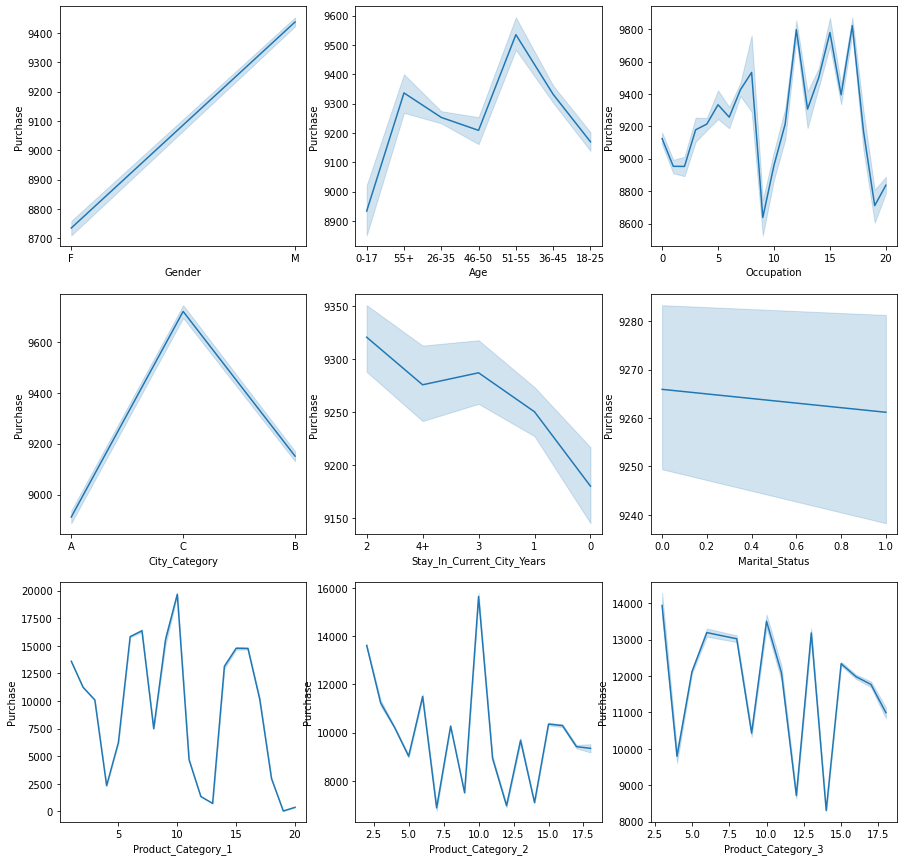 9400
9300
9200
9100
9000
8900
8800
8700
Purchase
F M
Gender
9600
9500
9400
9300
9200
9100
9000
8900
Purchase
0-17 55+ 26-35 46-50 51-55 36-45 18-25
Age
9800
9600
9400
9200
9000
8800
8600
Purchase
0 5 10 15 20
Occupation
9600
9400
9200
9000
Purchase
A C B
City_Category
9350
9300
9250
9200
9150
Purchase
2 4+ 3 1 0
Stay_In_Current_City_Years
9280
9270
9260
9250
9240
Purchase
0.0 0.2 0.4 0.6 0.8 1.0
Marital_Status
20000
17500
15000
12500
10000
7500
5000
2500
0
Purchase
5 10 15 20
Product_Category_1
16000
14000
12000
10000
8000
Purchase
2.5 5.0 7.5 10.0 12.5 15.0 17.5
Product_Category_2
14000
13000
12000
11000
10000
9000
8000
Purchase
2.5 5.0 7.5 10.0 12.5 15.0 17.5
Product_Category_3